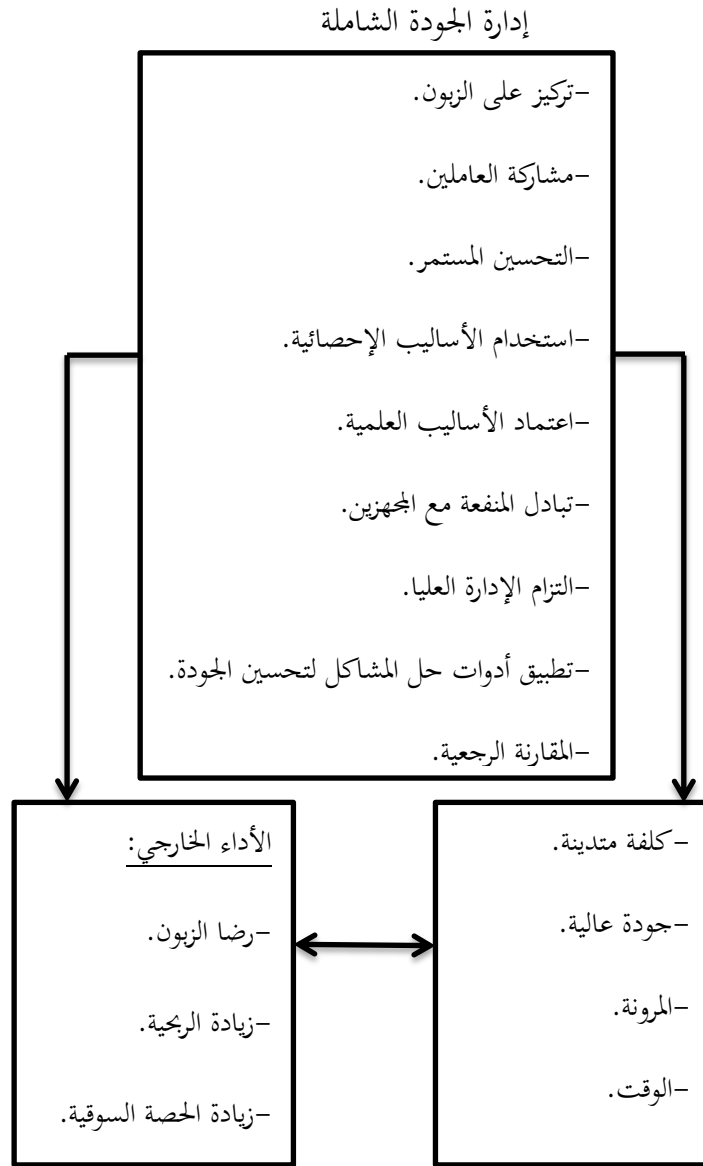 إدارة الجودة الشاملة
-تركيز على الزبون.
-مشاركة العاملين.
-التحسين المستمر.
-استخدام الأساليب الإحصائية.
-اعتماد الأساليب العلمية.
-تبادل المنفعة مع المجهزين.
-التزام الإدارة العليا.
-تطبيق أدوات حل المشاكل لتحسين الجودة.
-المقارنة الرجعية.
-كلفة متدينة.
-جودة عالية.
-المرونة.
-الوقت.
الأداء الخارجي:
-رضا الزبون.
-زيادة الربحية.
-زيادة الحصة السوقية.